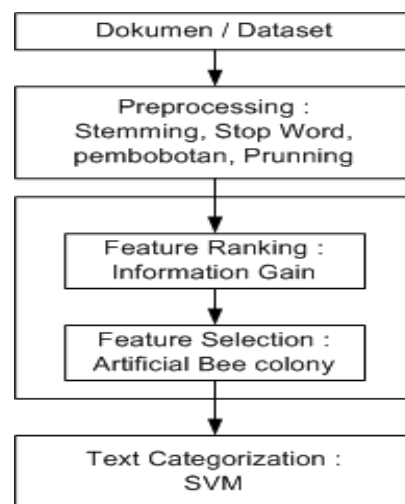 Dokumen / Dataset
Preprocessing :
Stemming, Stop Word,
pembobotan, Prunning
Feature Ranking :
Information Gain
Feature Selection :
Artificial Bee colony
Text Categorization :
SVM